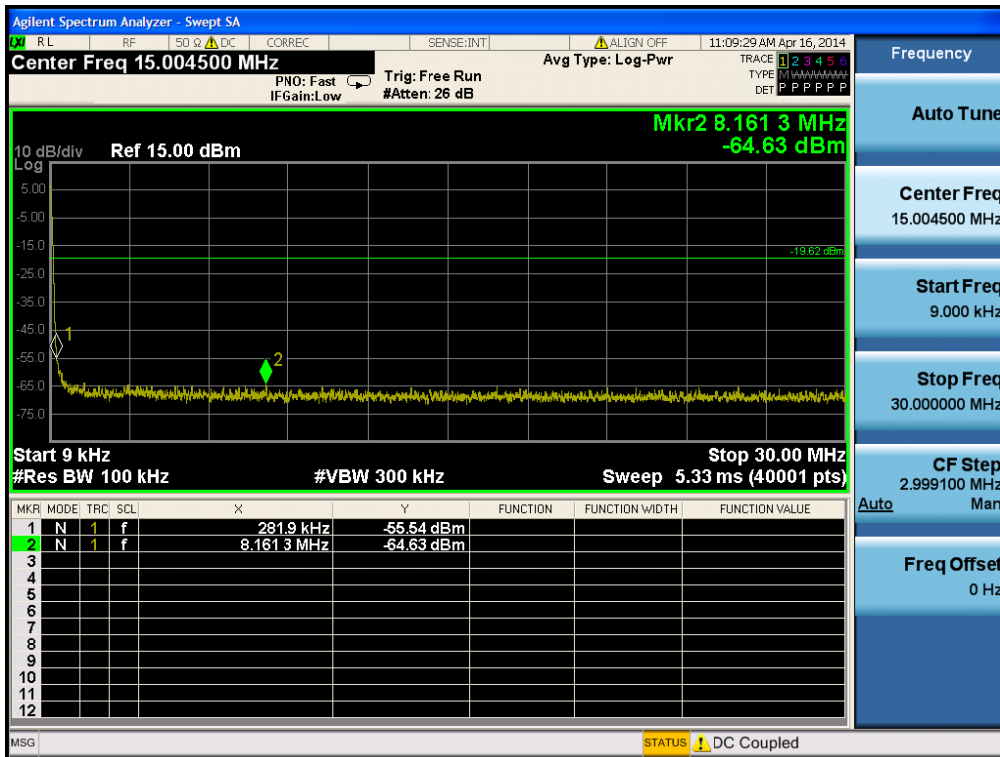 Agilent Spectrum Analyzer - Swept SA
LXI RL RF 50 Ω DC CORREC SENSE:INT ALIGN OFF 11:09:29 AM Apr 16, 2014
Center Freq 15.004500 MHz
PNO: Fast
IFGain:Low
Trig: Free Run
#Atten: 26 dB
Avg Type: Log-Pwr
TRACE 1 2 3 4 5 6
TYPE M W W W W W
DET P P P P P P
Mkr2 8.161 3 MHz
-64.63 dBm
10 dB/div Ref 15.00 dBm
Log
5.00
-5.00
-15.0
-19.62 dBm
-25.0
-35.0
-45.0
1
-55.0
2
-65.0
-75.0
Start 9 kHz Stop 30.00 MHz
#Res BW 100 kHz #VBW 300 kHz Sweep 5.33 ms (40001 pts)
MKR MODE TRC SCL X Y FUNCTION FUNCTION WIDTH FUNCTION VALUE
1 N 1 f 281.9 kHz -55.54 dBm
2 N 1 f 8.161 3 MHz -64.63 dBm
3
4
5
6
7
8
9
10
11
12
MSG STATUS DC Coupled
Frequency
Auto Tune
Center Freq
15.004500 MHz
Start Freq
9.000 kHz
Stop Freq
30.000000 MHz
CF Step
2.999100 MHz
Auto Man
Freq Offset
0 Hz